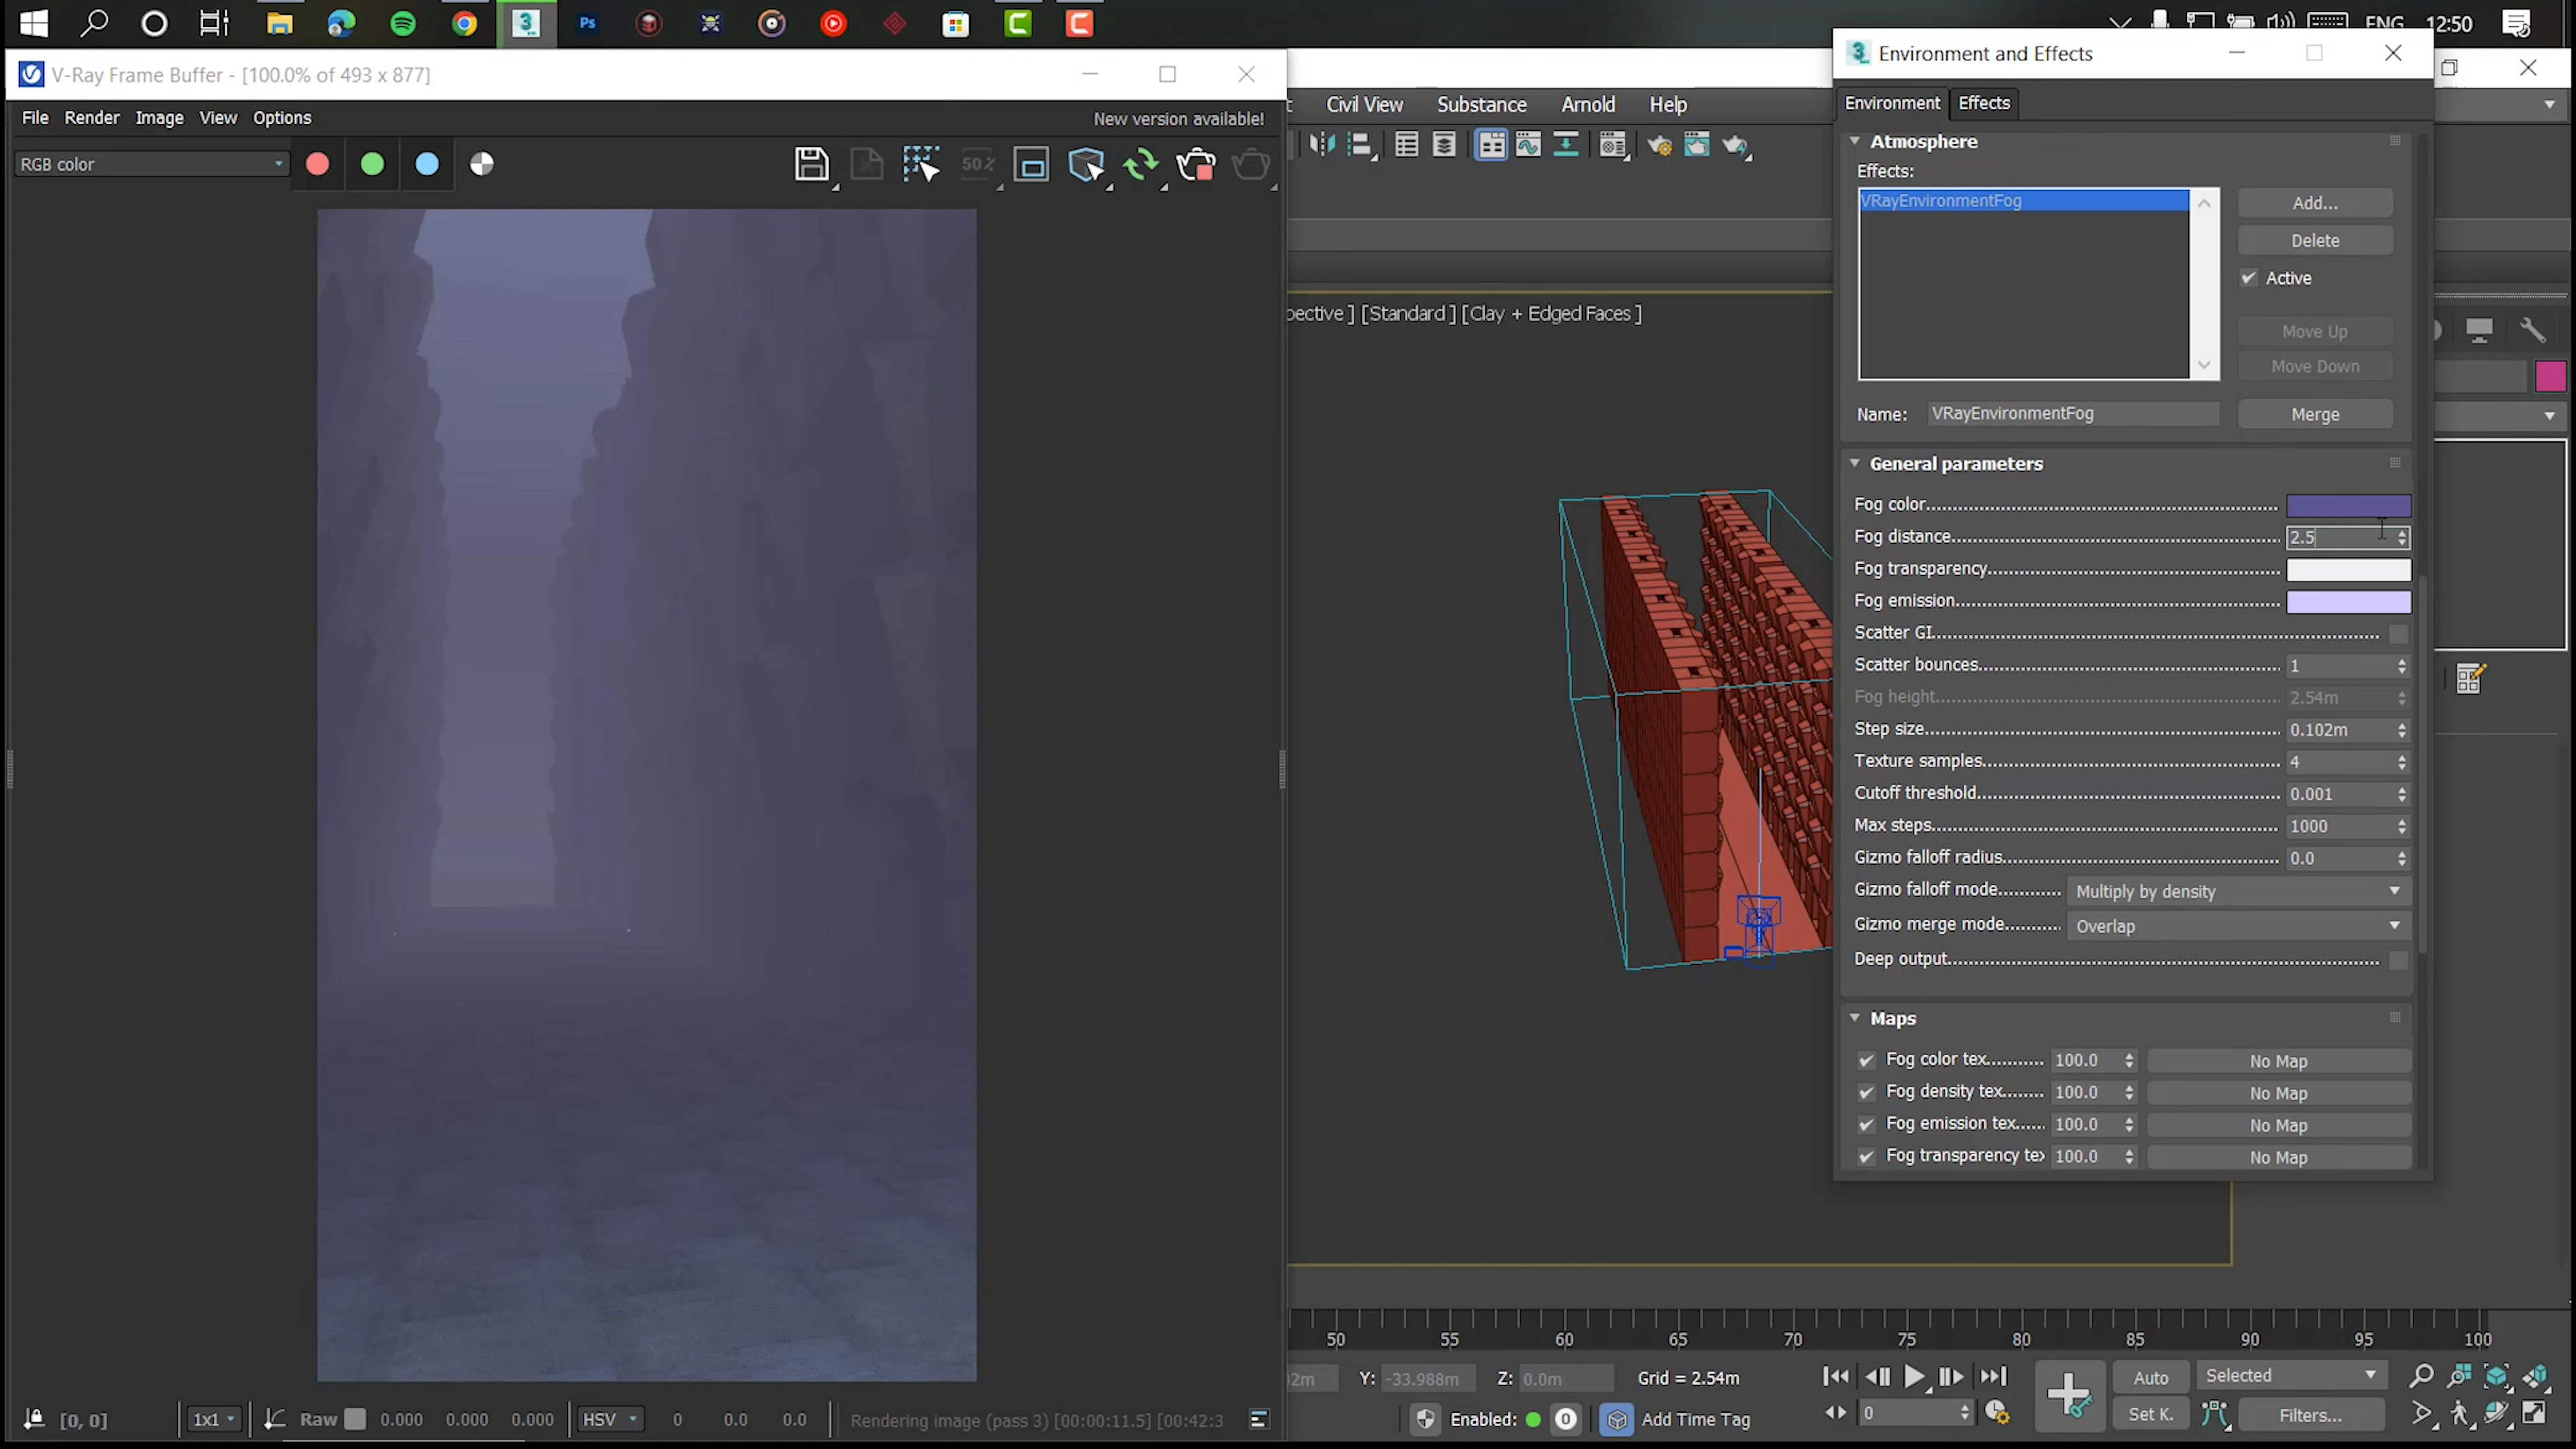 Ps
ENG 12:50
V-Ray Frame Buffer - [100.0% of 493 x 877]
File Render Image View Options
New version available!
RGB color
50%
Civil View Substance Arnold Help
[Standard ] [Clay + Edged Faces ]
Environment and Effects
Environment Effects
Atmosphere
Effects:
VRayEnvironmentFog
Add...
Delete
Active
Move Up
Move Down
Name: VRayEnvironmentFog
Merge
General parameters
Fog color
Fog distance 2.5
Fog transparency
Fog emission
Scatter GI
Scatter bounces 1
Fog height 2.54m
Step size 0.102m
Texture samples 4
Cutoff threshold 0.001
Max steps 1000
Gizmo falloff radius 0.0
Gizmo falloff mode Multiply by density
Gizmo merge mode Overlap
Deep output
Maps
Fog color tex 100.0 No Map
Fog density tex 100.0 No Map
Fog emission tex 100.0 No Map
Fog transparency tex 100.0 No Map
50 55 60 65 70 75 80 85 90 95 100
Y: -33.988m Z: 0.0m Grid = 2.54m
Auto Selected
[0, 0] 1x1 Raw 0.000 0.000 0.000 HSV 0 0.0 0.0
Rendering image (pass 3) [00:00:11.5] [00:42:3
Enabled: 0 Add Time Tag
0
Set K. Filters...